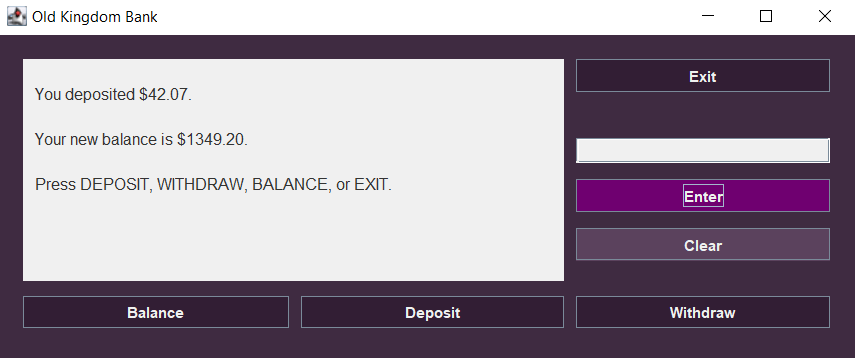 Old Kingdom Bank
You deposited $42.07.
Your new balance is $1349.20.
Press DEPOSIT, WITHDRAW, BALANCE, or EXIT.
Exit
Enter
Clear
Balance
Deposit
Withdraw